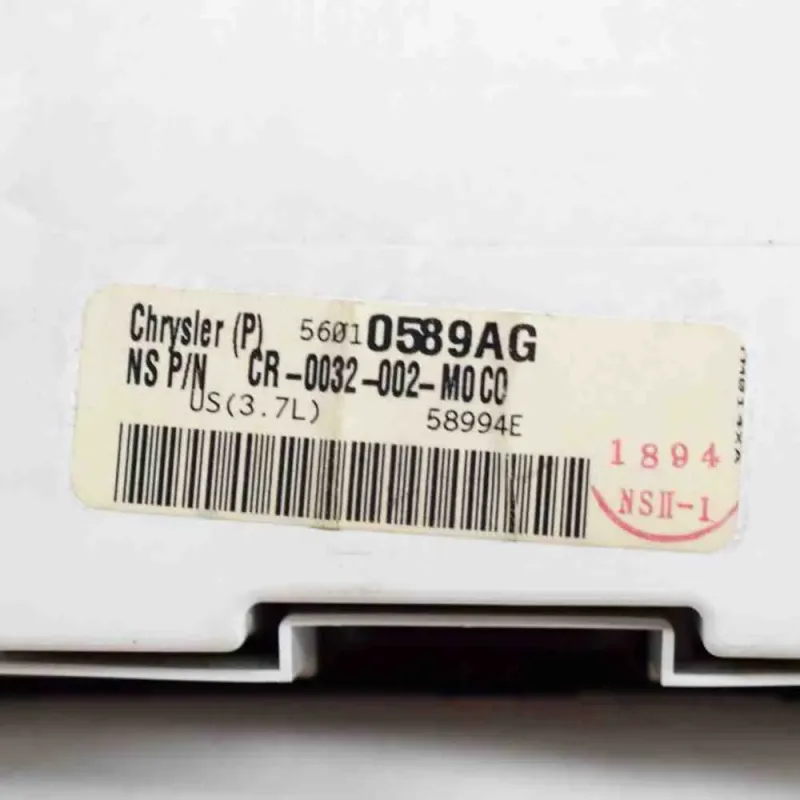 Chrysler (P) 56010589AG
NS P/N CR-0032-002-M0C0
US(3.7L) 58994E
1894
NSⅡ-1